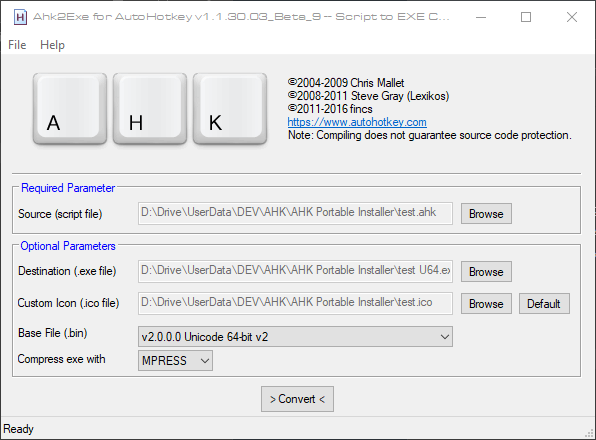 Ahk2Exe for AutoHotkey v1.1.30.03_Beta_9 -- Script to EXE C...
File Help
A H K
©2004-2009 Chris Mallet
©2008-2011 Steve Gray (Lexikos)
©2011-2016 fincs
https://www.autohotkey.com
Note: Compiling does not guarantee source code protection.
Required Parameter
Source (script file) D:\Drive\UserData\DEV\AHK\AHK Portable Installer\test.ahk Browse
Optional Parameters
Destination (.exe file) D:\Drive\UserData\DEV\AHK\AHK Portable Installer\test U64.ex Browse
Custom Icon (.ico file) D:\Drive\UserData\DEV\AHK\AHK Portable Installer\test.ico Browse Default
Base File (.bin) v2.0.0.0 Unicode 64-bit v2
Compress exe with MPRESS
> Convert <
Ready